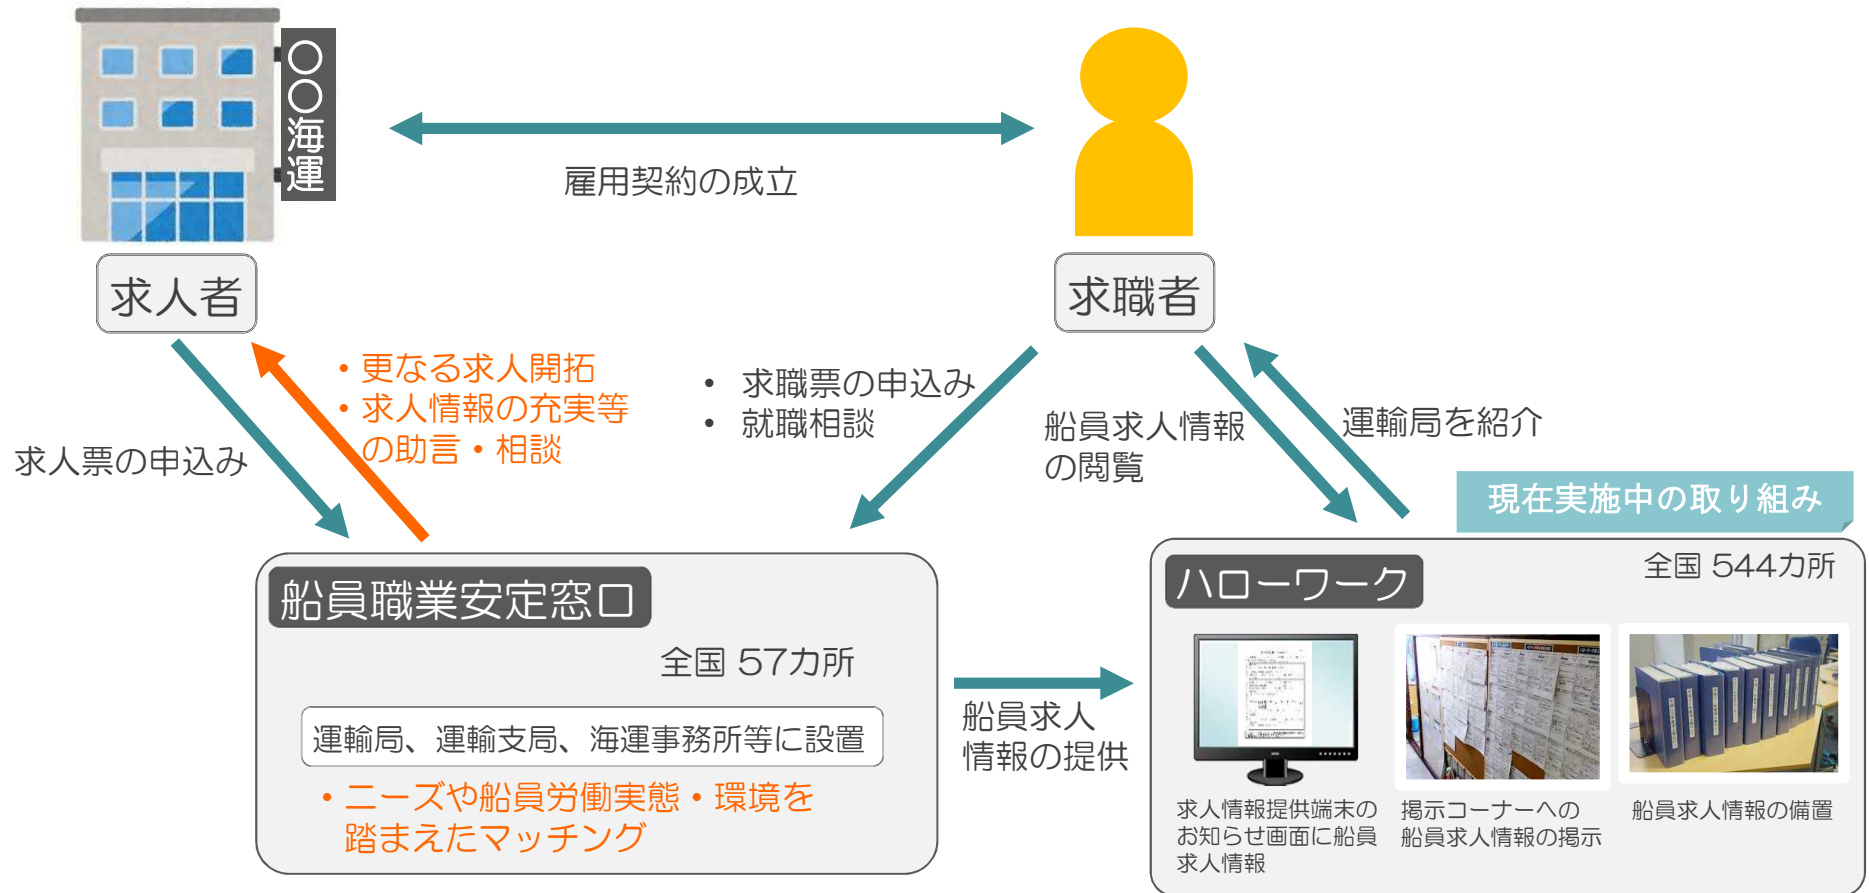 〇〇海運
雇用契約の成立
求人者
求職者
・更なる求人開拓
・求人情報の充実等
の助言・相談
求人票の申込み
• 求職票の申込み
• 就職相談
船員求人情報
の閲覧
運輸局を紹介
現在実施中の取り組み
船員職業安定窓口
全国 57カ所
運輸局、運輸支局、海運事務所等に設置
・ニーズや船員労働実態・環境を
踏まえたマッチング
船員求人
情報の提供
ハローワーク
全国 544カ所
求人情報提供端末の
お知らせ画面に船員
求人情報
掲示コーナーへの
船員求人情報の掲示
船員求人情報の備置